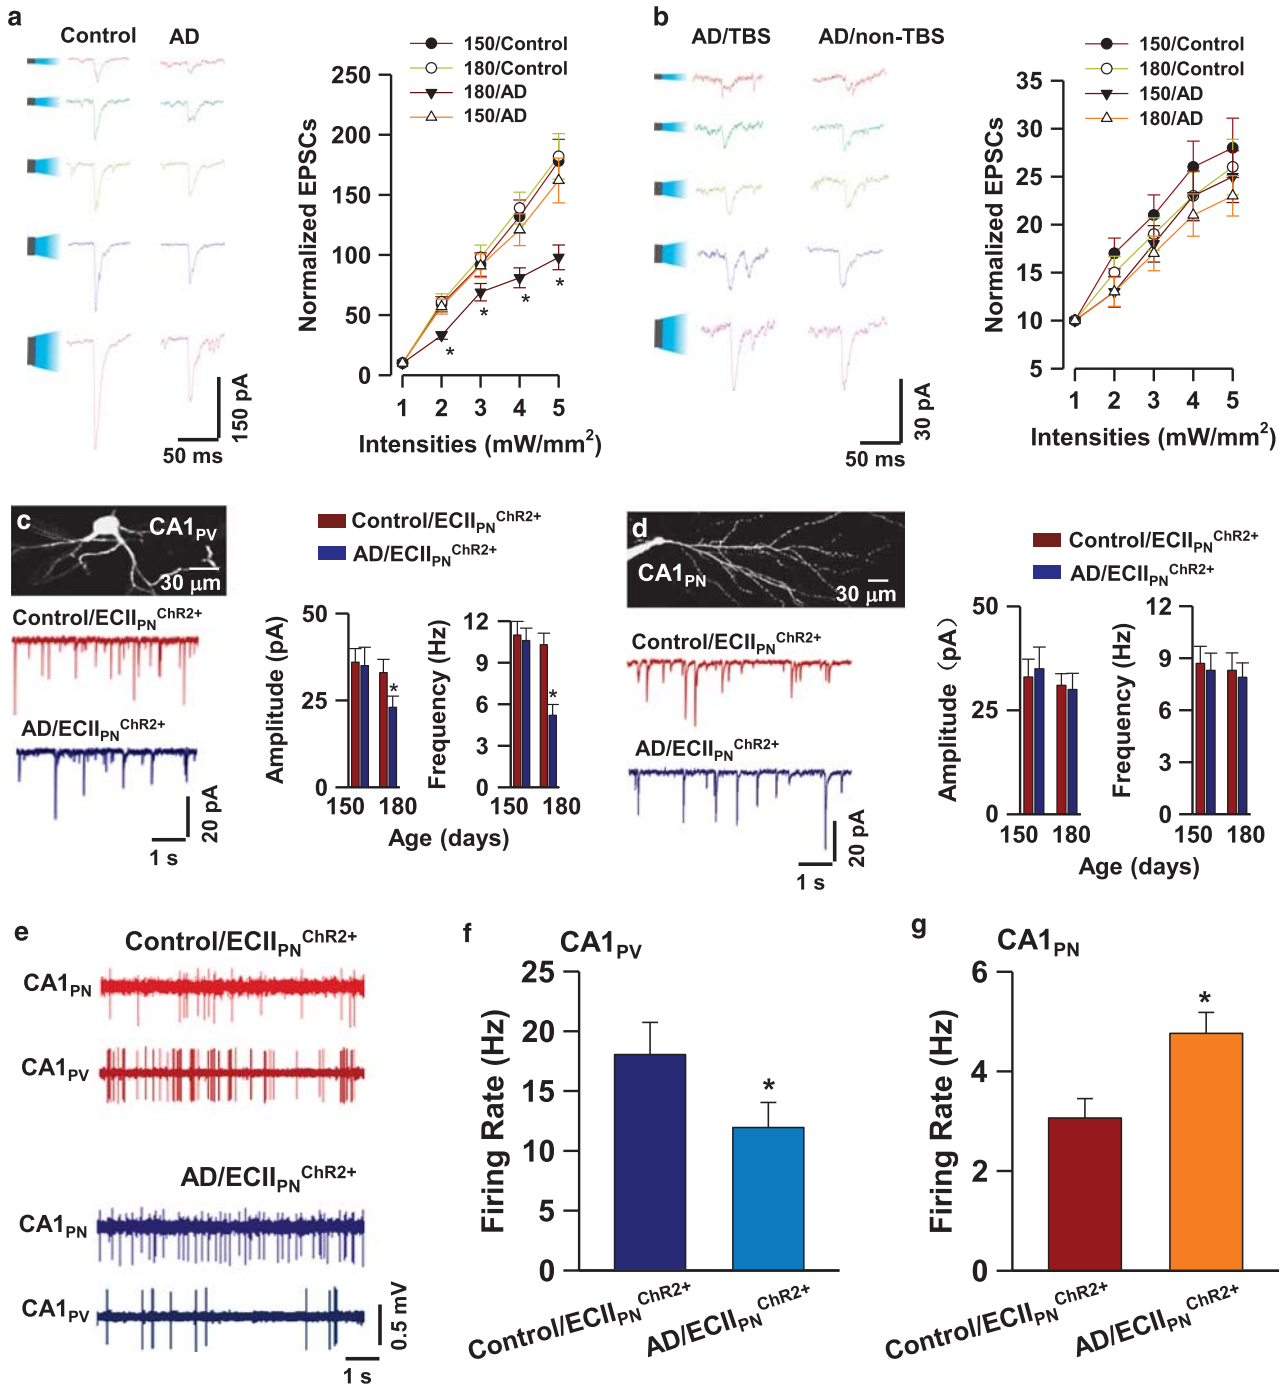 a
Control AD
150/Control
180/Control
180/AD
150/AD
Normalized EPSCs
250
200
150
100
50
0
*
*
*
*
1 2 3 4 5
Intensities (mW/mm²)
150 pA
50 ms
b
AD/TBS AD/non-TBS
150/Control
180/Control
150/AD
180/AD
Normalized EPSCs
35
30
25
20
15
10
5
1 2 3 4 5
Intensities (mW/mm²)
30 pA
50 ms
c
CA1PV
30 μm
Control/ECIIPNChR2+
AD/ECIIPNChR2+
20 pA
1 s
Control/ECIIPNChR2+
AD/ECIIPNChR2+
Amplitude (pA)
50
25
0
*
150 180
Frequency (Hz)
12
9
6
3
0
*
150 180
Age (days)
d
CA1PN
30 μm
Control/ECIIPNChR2+
AD/ECIIPNChR2+
20 pA
1 s
Control/ECIIPNChR2+
AD/ECIIPNChR2+
Amplitude (pA)
50
25
0
150 180
Frequency (Hz)
12
9
6
3
0
150 180
Age (days)
e
Control/ECIIPNChR2+
CA1PN
CA1PV
AD/ECIIPNChR2+
CA1PN
CA1PV
0.5 mV
1 s
f
CA1PV
Firing Rate (Hz)
25
20
15
10
5
0
*
Control/ECIIPNChR2+
AD/ECIIPNChR2+
g
CA1PN
Firing Rate (Hz)
6
4
2
0
*
Control/ECIIPNChR2+
AD/ECIIPNChR2+